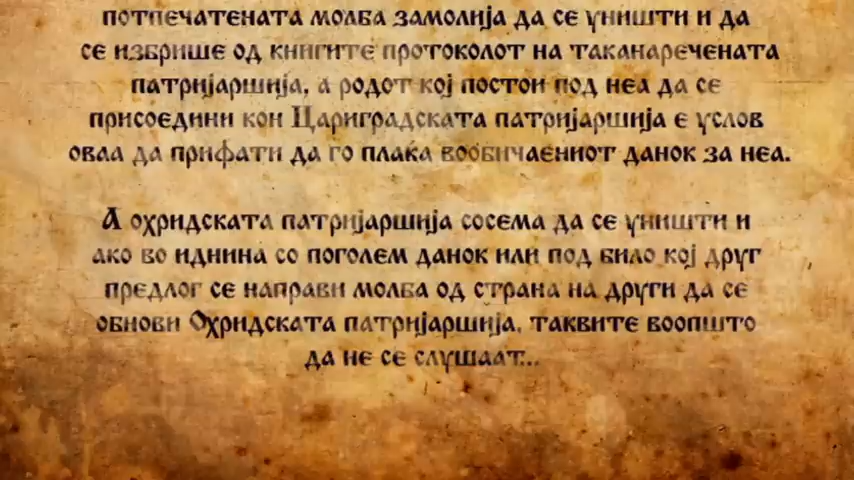 потпечатената молба замолија да се уништи и да
се избрише од книгите протоколот на таканаречената
патријаршија, а родот кој постои под неа да се
присоедини кон Цариградската патријаршија е услов
оваа да прифати да го плаќа вообичаениот данок за неа.
А охридската патријаршија сосема да се уништи и
ако во иднина со поголем данок или под било кој друг
предлог се направи молба од страна на други да се
обнови Охридската патријаршија, таквите воопшто
да не се слушаат...